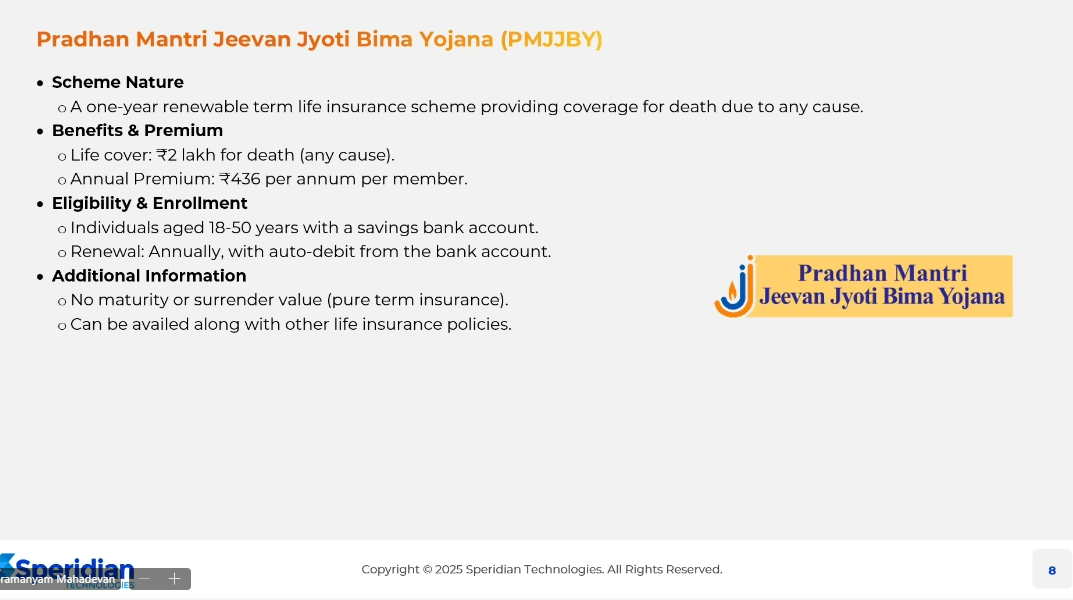 Pradhan Mantri Jeevan Jyoti Bima Yojana (PMJJBY)
• Scheme Nature
o A one-year renewable term life insurance scheme providing coverage for death due to any cause.
• Benefits & Premium
o Life cover: ₹2 lakh for death (any cause).
o Annual Premium: ₹436 per annum per member.
• Eligibility & Enrollment
o Individuals aged 18-50 years with a savings bank account.
o Renewal: Annually, with auto-debit from the bank account.
• Additional Information
o No maturity or surrender value (pure term insurance).
o Can be availed along with other life insurance policies.
Pradhan Mantri
Jeevan Jyoti Bima Yojana
Speridian
TECHNOLOGIES
ramanyam Mahadevan
Copyright © 2025 Speridian Technologies. All Rights Reserved.
8